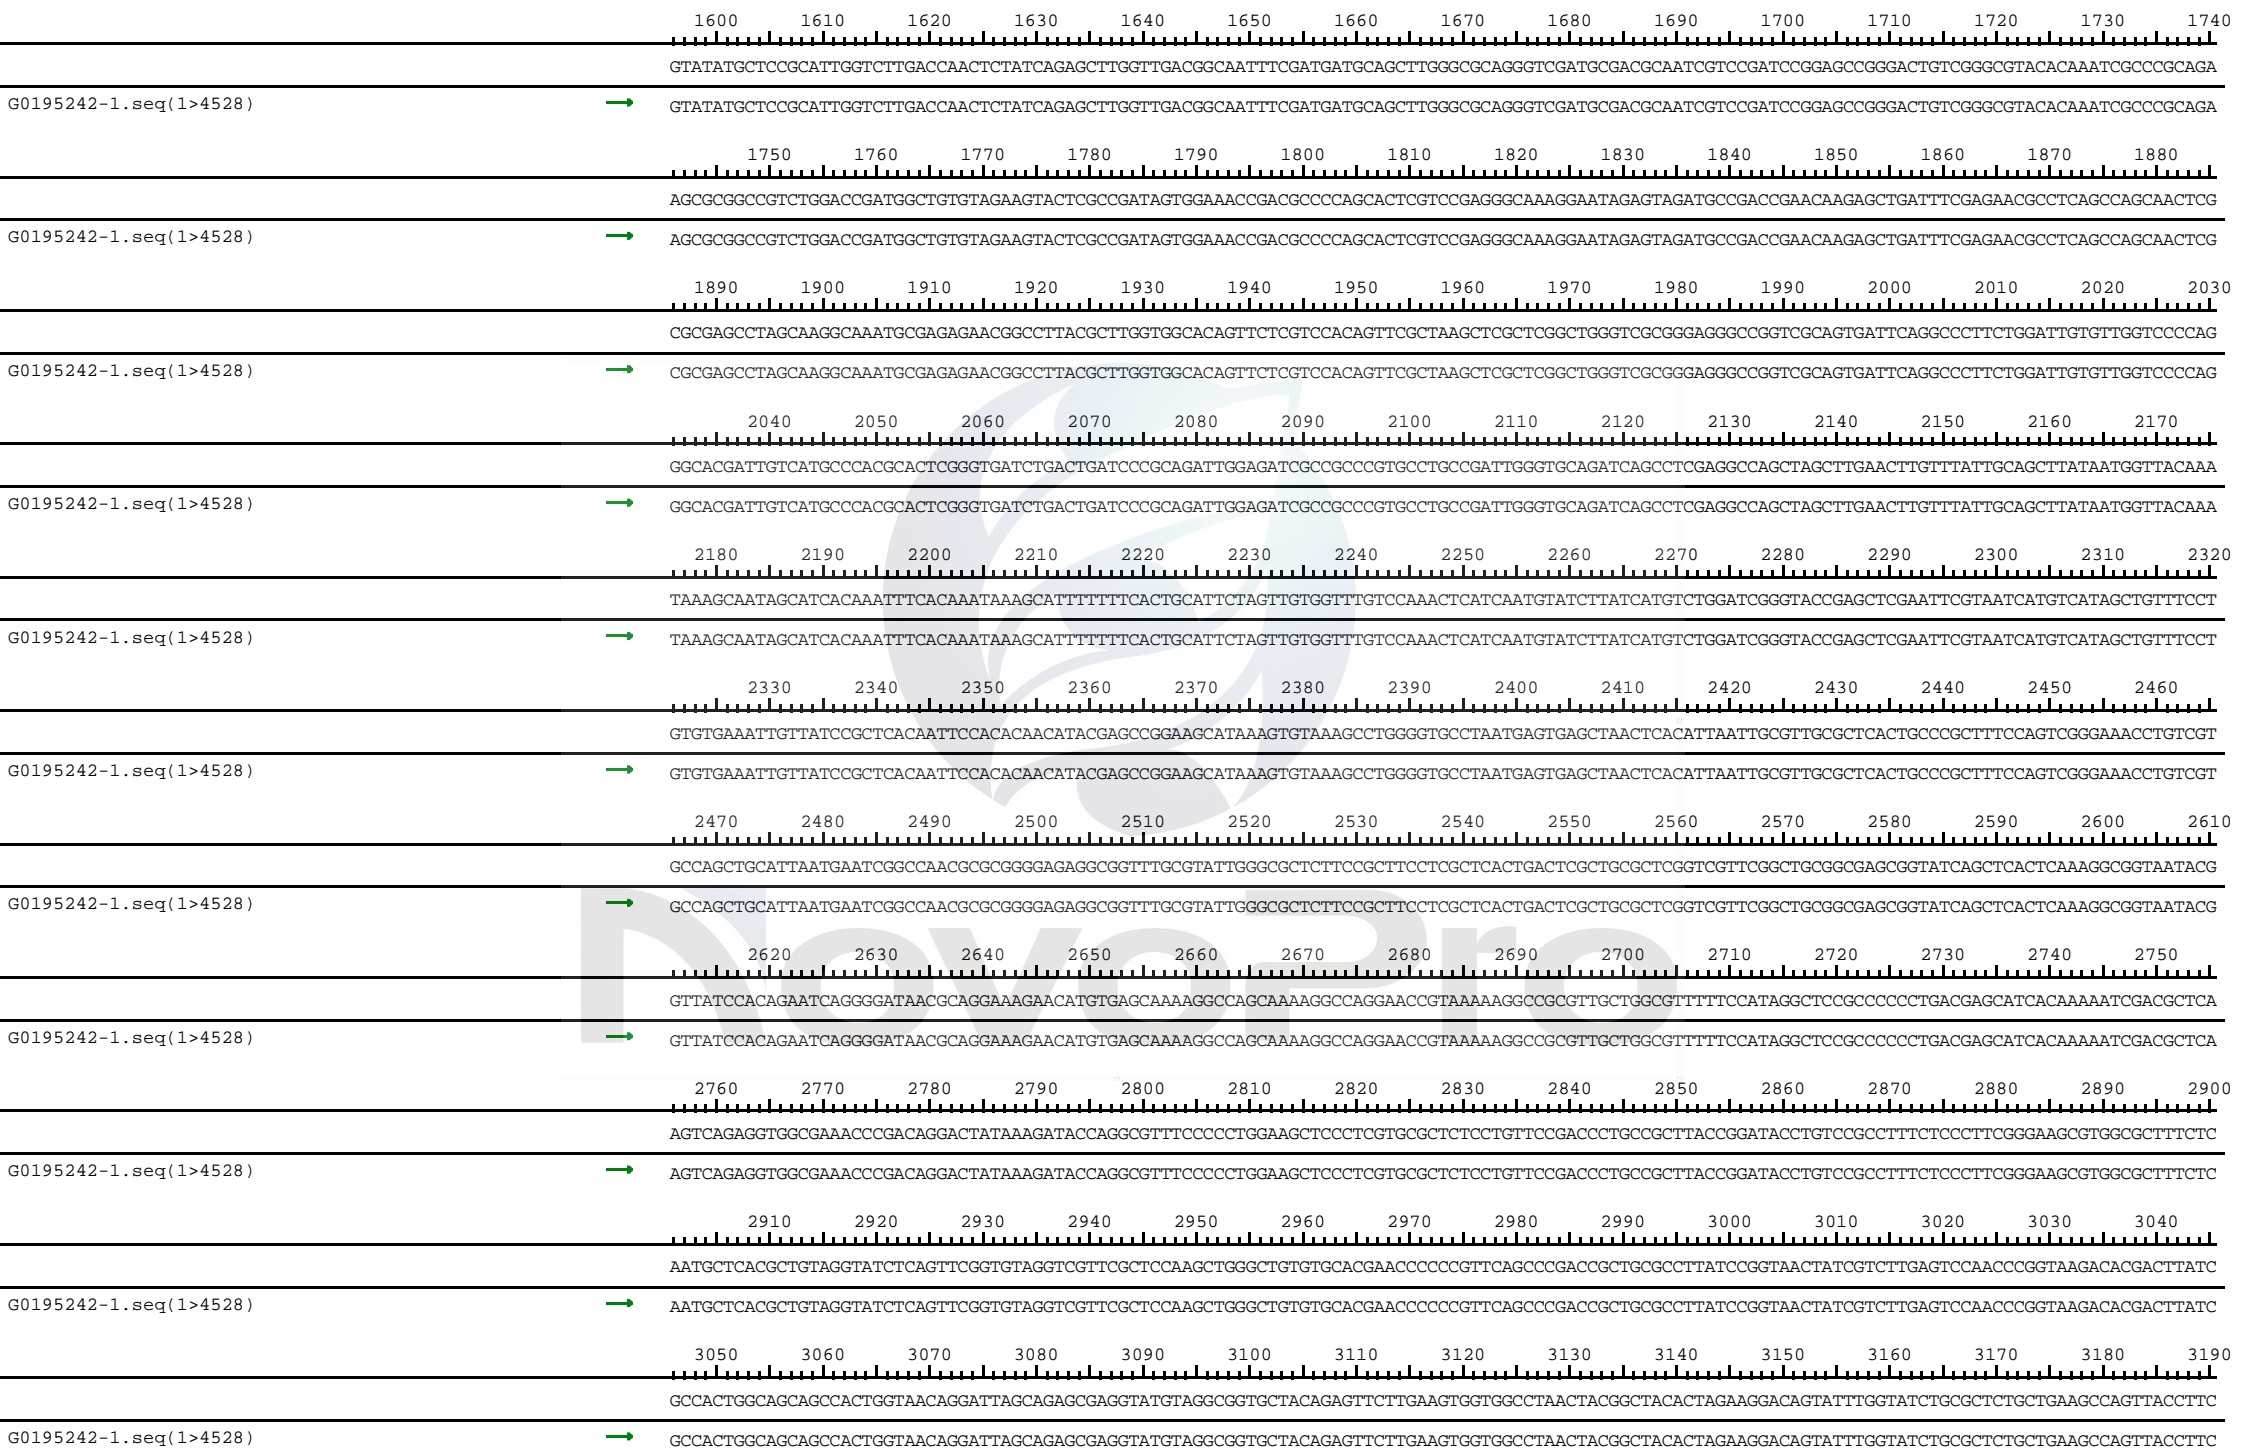 1600 1610 1620 1630 1640 1650 1660 1670 1680 1690 1700 1710 1720 1730 1740
GTATATGCTCCGCATTGGTCTTGACCAACTCTATCAGAGCTTGGTTGACGGCAATTTCGATGATGCAGCTTGGGCGCAGGGTCGATGCGACGCAATCGTCCGATCCGGAGCCGGGACTGTCGGGCGTACACAAATCGCCCGCAGA
G0195242-1.seq(1>4528) GTATATGCTCCGCATTGGTCTTGACCAACTCTATCAGAGCTTGGTTGACGGCAATTTCGATGATGCAGCTTGGGCGCAGGGTCGATGCGACGCAATCGTCCGATCCGGAGCCGGGACTGTCGGGCGTACACAAATCGCCCGCAGA
1750 1760 1770 1780 1790 1800 1810 1820 1830 1840 1850 1860 1870 1880
AGCGCGGCCGTCTGGACCGATGGCTGTGTAGAAGTACTCGCCGATAGTGGAAACCGACGCCCCAGCACTCGTCCGAGGGCAAAGGAATAGAGTAGATGCCGACCGAACAAGAGCTGATTTCGAGAACGCCTCAGCCAGCAACTCG
G0195242-1.seq(1>4528) AGCGCGGCCGTCTGGACCGATGGCTGTGTAGAAGTACTCGCCGATAGTGGAAACCGACGCCCCAGCACTCGTCCGAGGGCAAAGGAATAGAGTAGATGCCGACCGAACAAGAGCTGATTTCGAGAACGCCTCAGCCAGCAACTCG
1890 1900 1910 1920 1930 1940 1950 1960 1970 1980 1990 2000 2010 2020 2030
CGCGAGCCTAGCAAGGCAAATGCGAGAGAACGGCCTTACGCTTGGTGGCACAGTTCTCGTCCACAGTTCGCTAAGCTCGCTCGGCTGGGTCGCGGGAGGGCCGGTCGCAGTGATTCAGGCCCTTCTGGATTGTGTTGGTCCCCAG
G0195242-1.seq(1>4528) CGCGAGCCTAGCAAGGCAAATGCGAGAGAACGGCCTTACGCTTGGTGGCACAGTTCTCGTCCACAGTTCGCTAAGCTCGCTCGGCTGGGTCGCGGGAGGGCCGGTCGCAGTGATTCAGGCCCTTCTGGATTGTGTTGGTCCCCAG
2040 2050 2060 2070 2080 2090 2100 2110 2120 2130 2140 2150 2160 2170
GGCACGATTGTCATGCCCACGCACTCGGGTGATCTGACTGATCCCGCAGATTGGAGATCGCCGCCCGTGCCTGCCGATTGGGTGCAGATCAGCCTCGAGGCCAGCTAGCTTGAACTTGTTTATTGCAGCTTATAATGGTTACAAA
G0195242-1.seq(1>4528) GGCACGATTGTCATGCCCACGCACTCGGGTGATCTGACTGATCCCGCAGATTGGAGATCGCCGCCCGTGCCTGCCGATTGGGTGCAGATCAGCCTCGAGGCCAGCTAGCTTGAACTTGTTTATTGCAGCTTATAATGGTTACAAA
2180 2190 2200 2210 2220 2230 2240 2250 2260 2270 2280 2290 2300 2310 2320
TAAAGCAATAGCATCACAAATTTCACAAATAAAGCATTTTTTTCACTGCATTCTAGTTGTGGTTTGTCCAAACTCATCAATGTATCTTATCATGTCTGGATCGGGTACCGAGCTCGAATTCGTAATCATGTCATAGCTGTTTCCT
G0195242-1.seq(1>4528) TAAAGCAATAGCATCACAAATTTCACAAATAAAGCATTTTTTTCACTGCATTCTAGTTGTGGTTTGTCCAAACTCATCAATGTATCTTATCATGTCTGGATCGGGTACCGAGCTCGAATTCGTAATCATGTCATAGCTGTTTCCT
2330 2340 2350 2360 2370 2380 2390 2400 2410 2420 2430 2440 2450 2460
GTGTGAAATTGTTATCCGCTCACAATTCCACACAACATACGAGCCGGAAGCATAAAGTGTAAAGCCTGGGGTGCCTAATGAGTGAGCTAACTCACATTAATTGCGTTGCGCTCACTGCCCGCTTTCCAGTCGGGAAACCTGTCGT
G0195242-1.seq(1>4528) GTGTGAAATTGTTATCCGCTCACAATTCCACACAACATACGAGCCGGAAGCATAAAGTGTAAAGCCTGGGGTGCCTAATGAGTGAGCTAACTCACATTAATTGCGTTGCGCTCACTGCCCGCTTTCCAGTCGGGAAACCTGTCGT
2470 2480 2490 2500 2510 2520 2530 2540 2550 2560 2570 2580 2590 2600 2610
GCCAGCTGCATTAATGAATCGGCCAACGCGCGGGGAGAGGCGGTTTGCGTATTGGGCGCTCTTCCGCTTCCTCGCTCACTGACTCGCTGCGCTCGGTCGTTCGGCTGCGGCGAGCGGTATCAGCTCACTCAAAGGCGGTAATACG
G0195242-1.seq(1>4528) GCCAGCTGCATTAATGAATCGGCCAACGCGCGGGGAGAGGCGGTTTGCGTATTGGGCGCTCTTCCGCTTCCTCGCTCACTGACTCGCTGCGCTCGGTCGTTCGGCTGCGGCGAGCGGTATCAGCTCACTCAAAGGCGGTAATACG
NovoPro
2620 2630 2640 2650 2660 2670 2680 2690 2700 2710 2720 2730 2740 2750
GTTATCCACAGAATCAGGGGATAACGCAGGAAAGAACATGTGAGCAAAAGGCCAGCAAAAGGCCAGGAACCGTAAAAAGGCCGCGTTGCTGGCGTTTTTCCATAGGCTCCGCCCCCCTGACGAGCATCACAAAAATCGACGCTCA
G0195242-1.seq(1>4528) GTTATCCACAGAATCAGGGGATAACGCAGGAAAGAACATGTGAGCAAAAGGCCAGCAAAAGGCCAGGAACCGTAAAAAGGCCGCGTTGCTGGCGTTTTTCCATAGGCTCCGCCCCCCTGACGAGCATCACAAAAATCGACGCTCA
2760 2770 2780 2790 2800 2810 2820 2830 2840 2850 2860 2870 2880 2890 2900
AGTCAGAGGTGGCGAAACCCGACAGGACTATAAAGATACCAGGCGTTTCCCCCTGGAAGCTCCCTCGTGCGCTCTCCTGTTCCGACCCTGCCGCTTACCGGATACCTGTCCGCCTTTCTCCCTTCGGGAAGCGTGGCGCTTTCTC
G0195242-1.seq(1>4528) AGTCAGAGGTGGCGAAACCCGACAGGACTATAAAGATACCAGGCGTTTCCCCCTGGAAGCTCCCTCGTGCGCTCTCCTGTTCCGACCCTGCCGCTTACCGGATACCTGTCCGCCTTTCTCCCTTCGGGAAGCGTGGCGCTTTCTC
2910 2920 2930 2940 2950 2960 2970 2980 2990 3000 3010 3020 3030 3040
AATGCTCACGCTGTAGGTATCTCAGTTCGGTGTAGGTCGTTCGCTCCAAGCTGGGCTGTGTGCACGAACCCCCCGTTCAGCCCGACCGCTGCGCCTTATCCGGTAACTATCGTCTTGAGTCCAACCCGGTAAGACACGACTTATC
G0195242-1.seq(1>4528) AATGCTCACGCTGTAGGTATCTCAGTTCGGTGTAGGTCGTTCGCTCCAAGCTGGGCTGTGTGCACGAACCCCCCGTTCAGCCCGACCGCTGCGCCTTATCCGGTAACTATCGTCTTGAGTCCAACCCGGTAAGACACGACTTATC
3050 3060 3070 3080 3090 3100 3110 3120 3130 3140 3150 3160 3170 3180 3190
GCCACTGGCAGCAGCCACTGGTAACAGGATTAGCAGAGCGAGGTATGTAGGCGGTGCTACAGAGTTCTTGAAGTGGTGGCCTAACTACGGCTACACTAGAAGGACAGTATTTGGTATCTGCGCTCTGCTGAAGCCAGTTACCTTC
G0195242-1.seq(1>4528) GCCACTGGCAGCAGCCACTGGTAACAGGATTAGCAGAGCGAGGTATGTAGGCGGTGCTACAGAGTTCTTGAAGTGGTGGCCTAACTACGGCTACACTAGAAGGACAGTATTTGGTATCTGCGCTCTGCTGAAGCCAGTTACCTTC